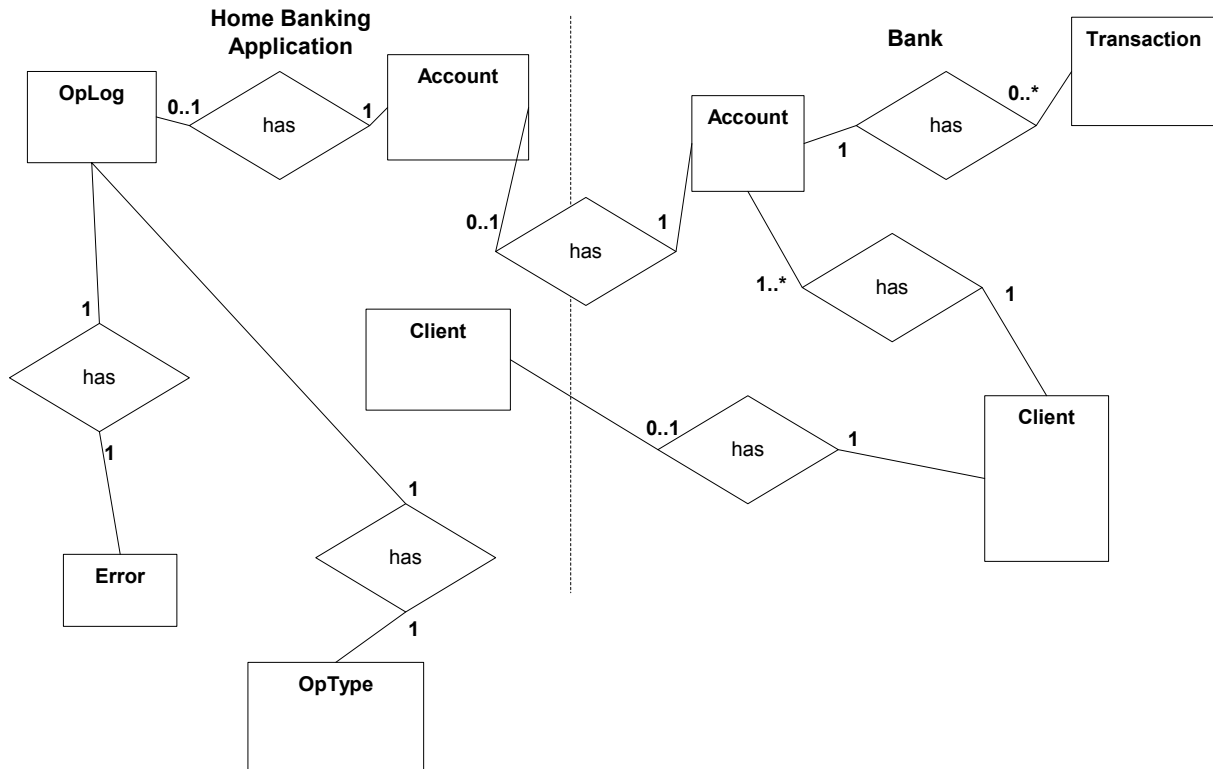 Home Banking
Application
Bank
Transaction
OpLog
0..1
has
1
Account
Account
1
has
0..*
0..1
has
1
1..*
has
1
1
has
1
Client
0..1
has
1
Client
1
has
1
Error
OpType